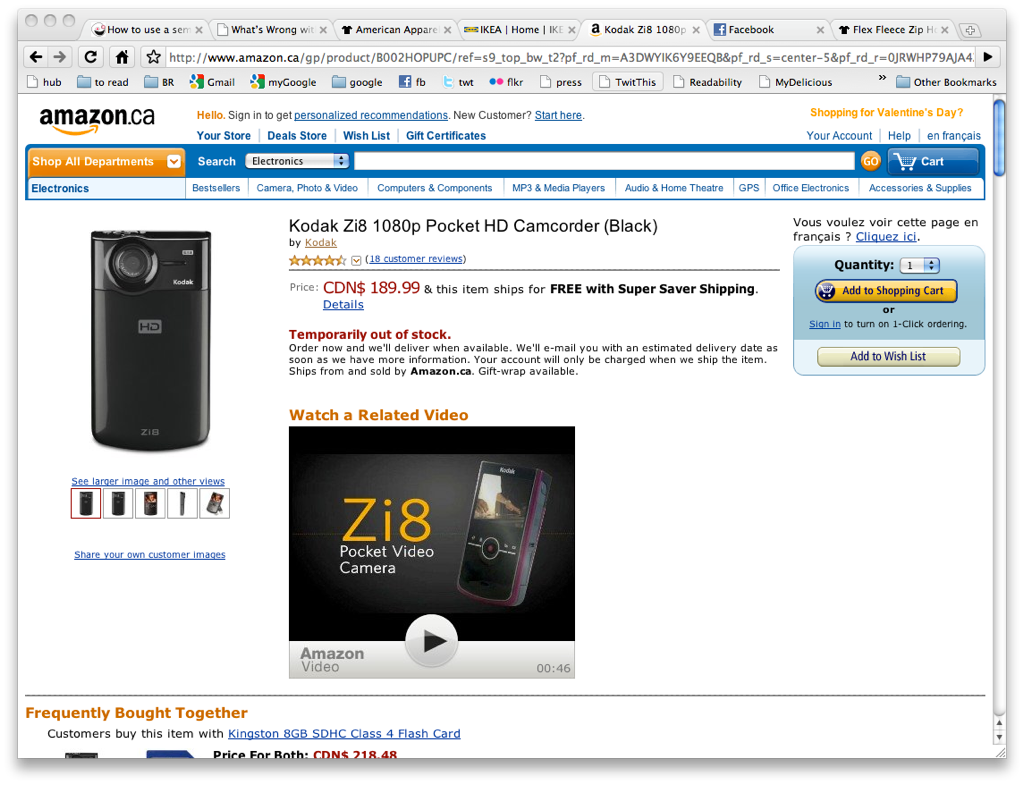 How to use a sem
What's Wrong wit
American Appare
IKEA | Home | IKE
Kodak Zi8 1080p
Facebook
Flex Fleece Zip Ho
http://www.amazon.ca/gp/product/B002HOPUPC/ref=s9_top_bw_t2?pf_rd_m=A3DWYIK6Y9EEQB&pf_rd_s=center-5&pf_rd_r=0JRWHP79AJA4
hub
to read
BR
Gmail
myGoogle
google
fb
twt
flkr
press
TwitThis
Readability
MyDelicious
»
Other Bookmarks
amazon.ca
Hello. Sign in to get personalized recommendations. New Customer? Start here.
Shopping for Valentine's Day?
Your Store | Deals Store | Wish List | Gift Certificates
Your Account | Help | en français
Shop All Departments
Search
Electronics
GO
Cart
Electronics
Bestsellers
Camera, Photo & Video
Computers & Components
MP3 & Media Players
Audio & Home Theatre
GPS
Office Electronics
Accessories & Supplies
Kodak Zi8 1080p Pocket HD Camcorder (Black)
by Kodak
(18 customer reviews)
Price: CDN$ 189.99 & this item ships for FREE with Super Saver Shipping.
Details
Temporarily out of stock.
Order now and we'll deliver when available. We'll e-mail you with an estimated delivery date as
soon as we have more information. Your account will only be charged when we ship the item.
Ships from and sold by Amazon.ca. Gift-wrap available.
Vous voulez voir cette page en
français ? Cliquez ici.
Quantity: 1
Add to Shopping Cart
or
Sign in to turn on 1-Click ordering.
Add to Wish List
Kodak
HD
Zi8
See larger image and other views
Share your own customer images
Watch a Related Video
Kodak
Zi8
Pocket Video
Camera
Amazon
Video
00:46
Frequently Bought Together
Customers buy this item with Kingston 8GB SDHC Class 4 Flash Card
Price For Both: CDN$ 218.48